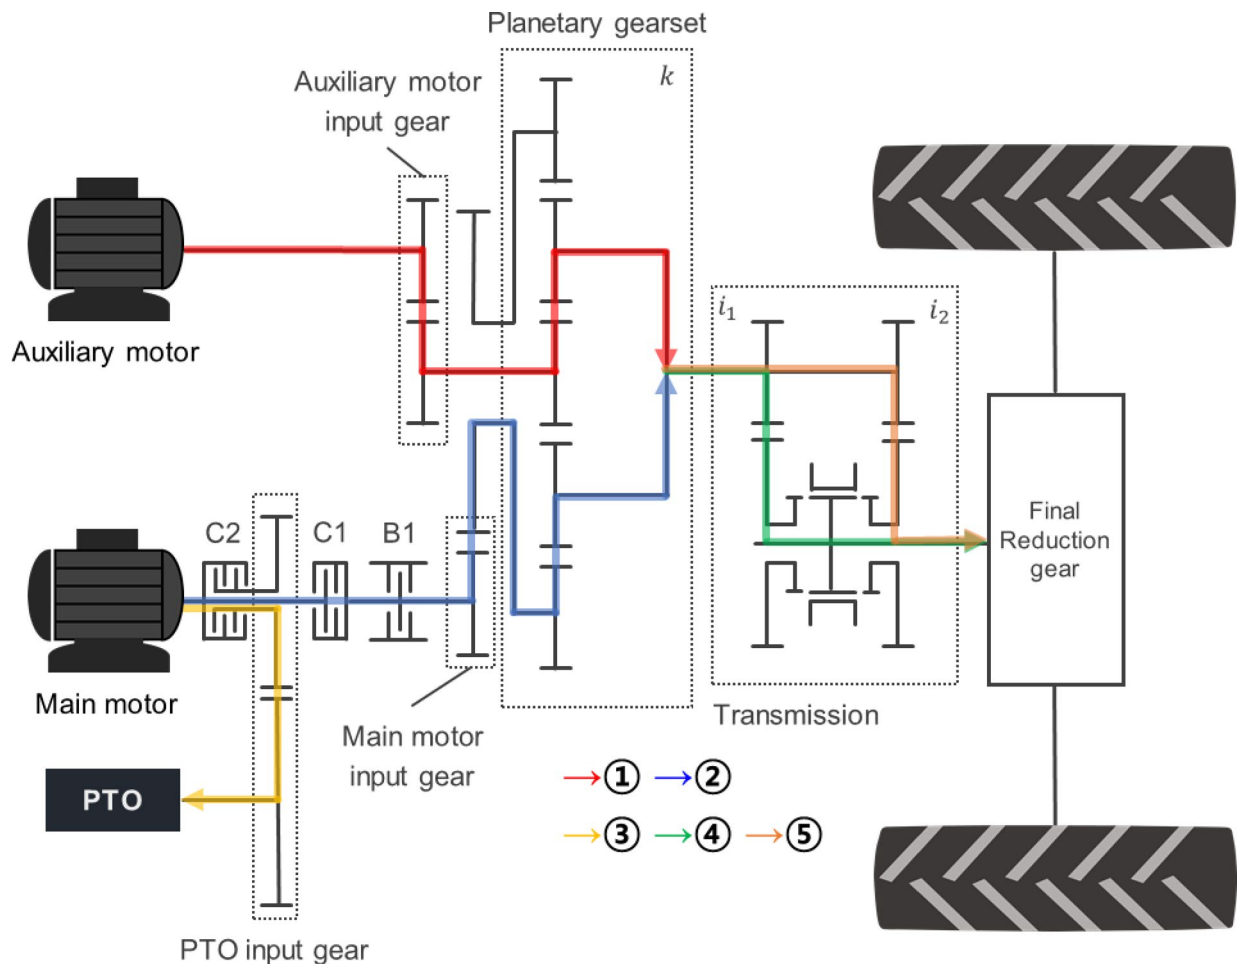 Planetary gearset
k
Auxiliary motor
input gear
Auxiliary motor
i₁
i₂
C2
C1
B1
Final
Reduction
gear
Main motor
Transmission
Main motor
input gear
PTO
→① →②
→③ →④ →⑤
PTO input gear